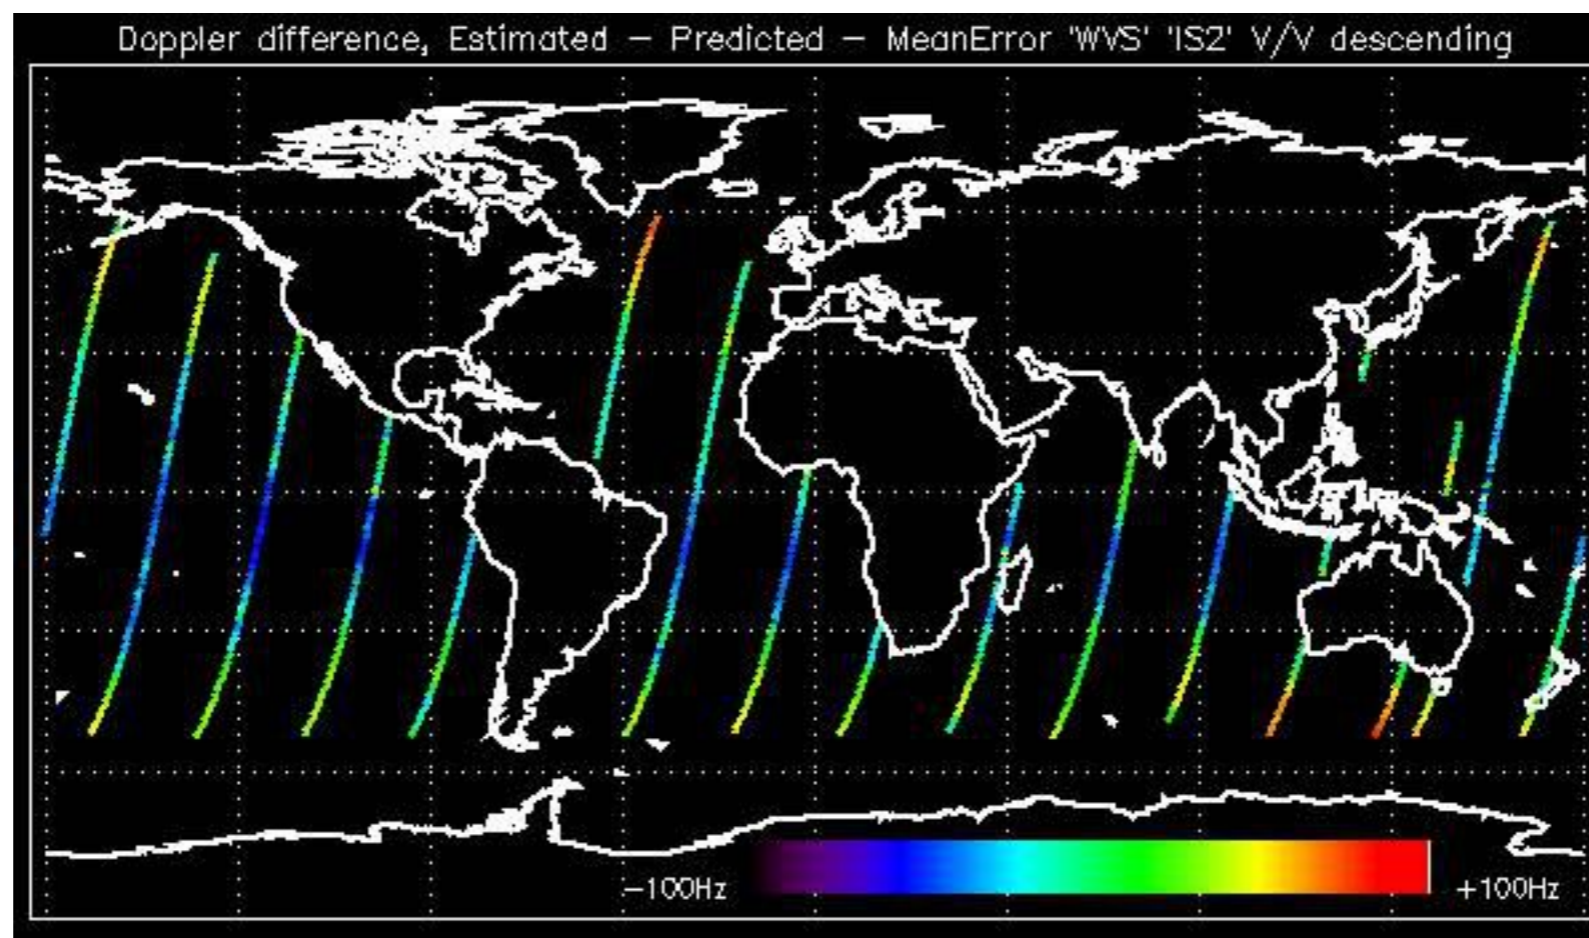 Doppler difference, Estimated - Predicted - MeanError 'WVS' 'IS2' V/V descending
-100Hz
+100Hz